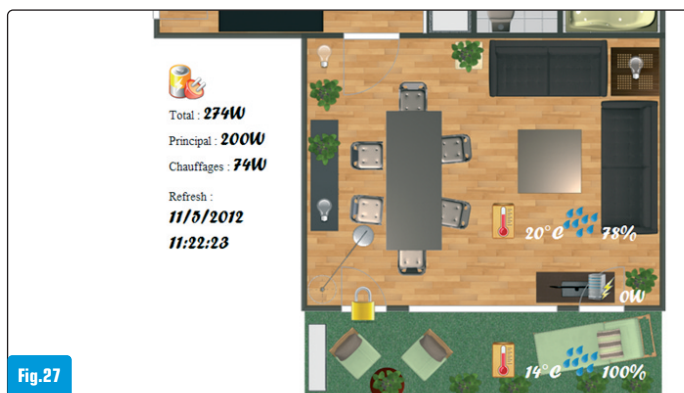 Total : 274W
Principal : 200W
Chauffages : 74W
Refresh :
11/5/2012
11:22:23
20°C 78%
0W
14°C 100%
Fig.27